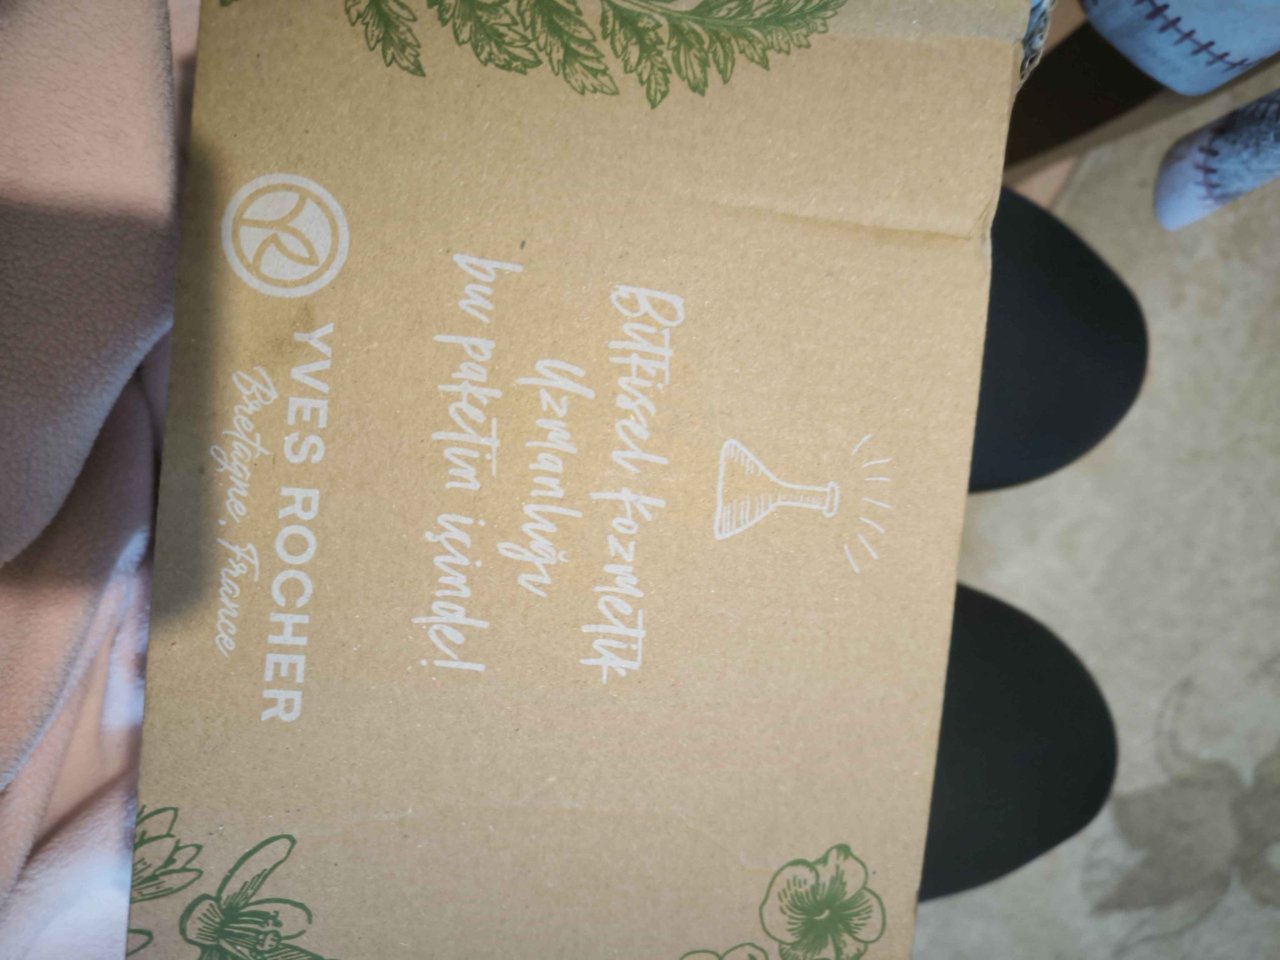 Bitkisel kozmetik
Uzmanlığı
bu paketin içinde!
YVES ROCHER
Bretagne, France